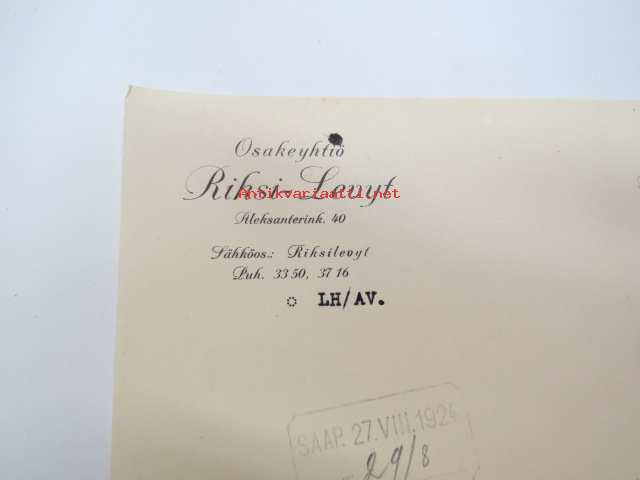 Osakeyhtiö
Riksi-Levyt
Antikvariaatti.net
Aleksanterink. 40
Sähköos.: Riksilevyt
Puh. 33 50, 37 16
LH/AV.
SAAP. 27. VIII. 1924
29/8